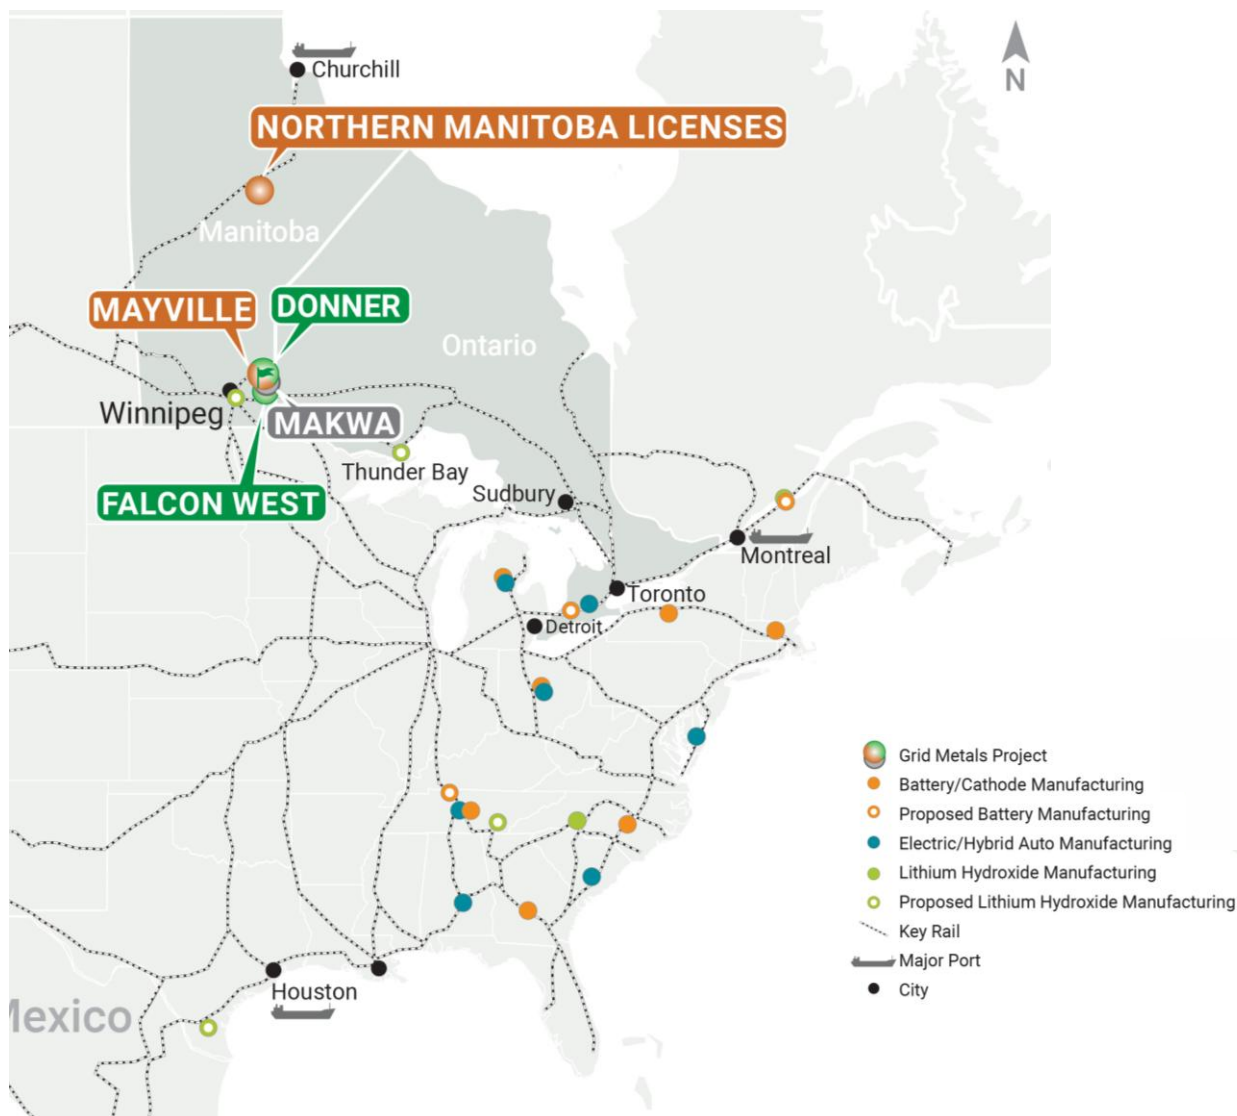 Churchill
N
NORTHERN MANITOBA LICENSES
Manitoba
MAYVILLE
DONNER
Ontario
Winnipeg
MAKWA
Thunder Bay
Sudbury
FALCON WEST
Montreal
Toronto
Detroit
Grid Metals Project
Battery/Cathode Manufacturing
Proposed Battery Manufacturing
Electric/Hybrid Auto Manufacturing
Lithium Hydroxide Manufacturing
Proposed Lithium Hydroxide Manufacturing
Key Rail
Major Port
City
Houston
Mexico